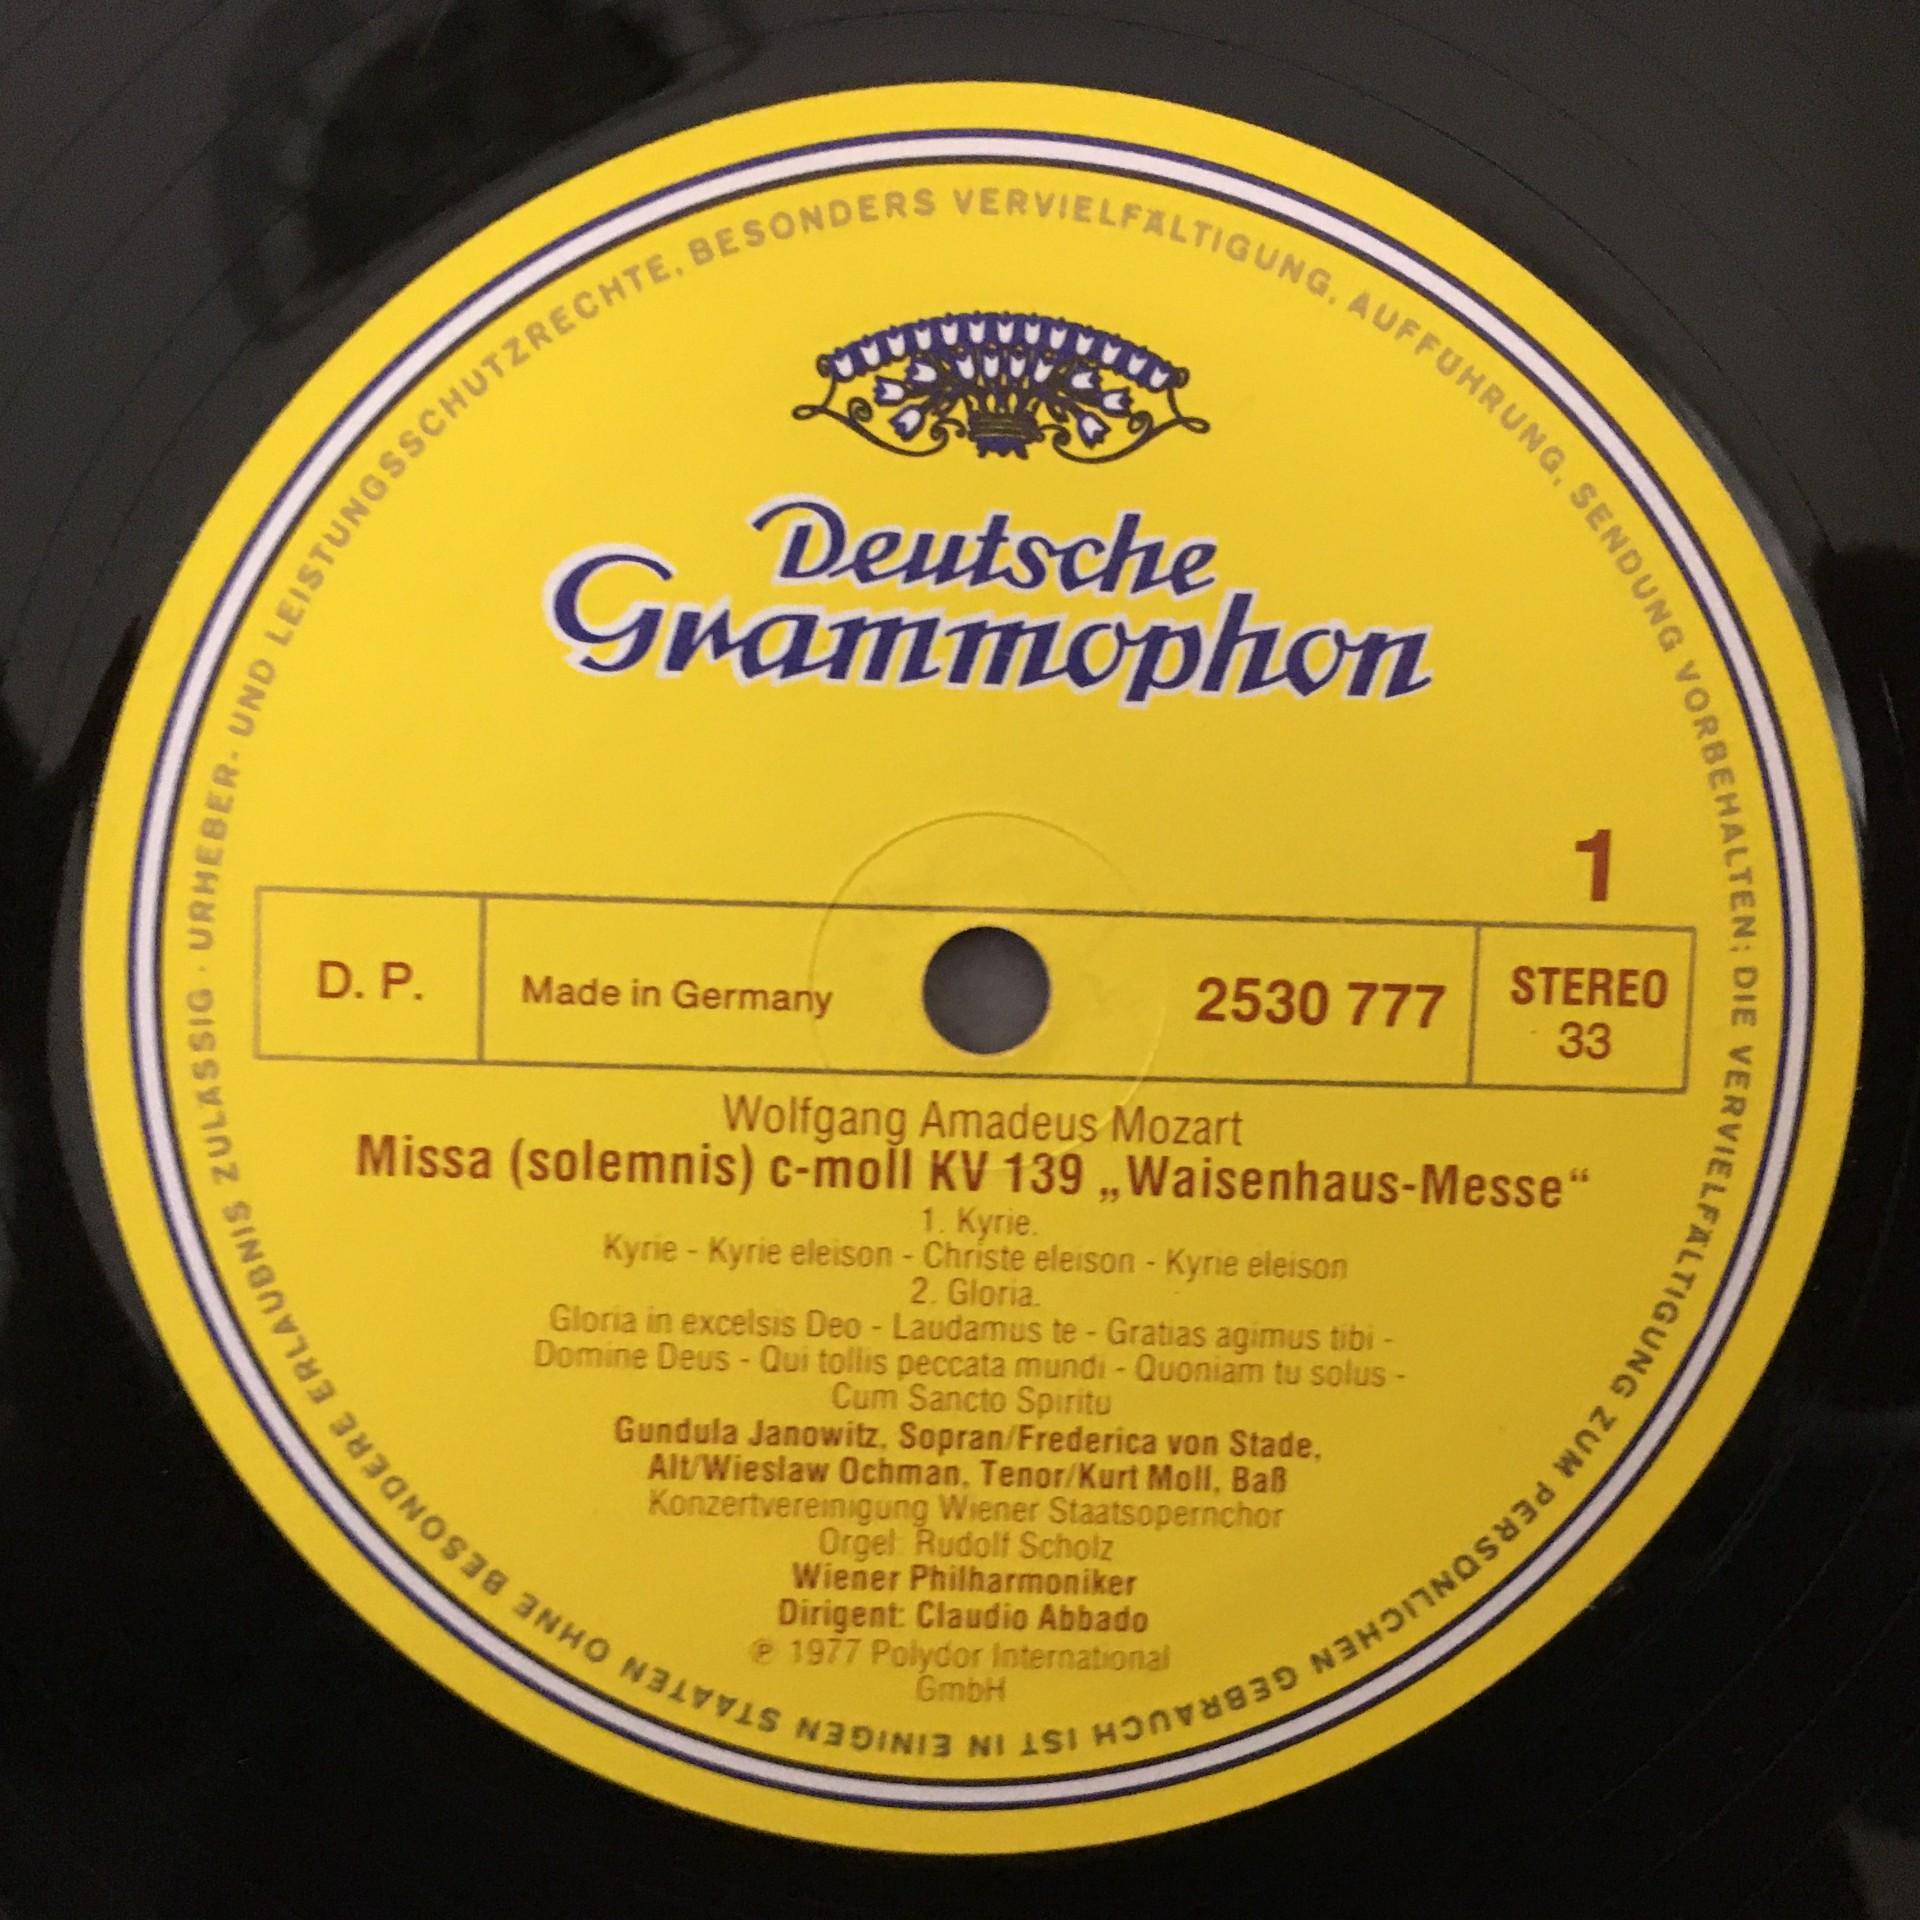 URHEBER- UND LEISTUNGSSCHUTZRECHTE, BESONDERS VERVIELFÄLTIGUNG, AUFFÜHRUNG, SENDUNG VORBEHALTEN; DIE VERVIELFÄLTIGUNG ZUM PERSÖNLICHEN GEBRAUCH IST IN EINIGEN STAATEN OHNE BESONDERE ERLAUBNIS ZULÄSSIG ·
Deutsche
Grammophon
1
D. P.
Made in Germany
2530 777
STEREO
33
Wolfgang Amadeus Mozart
Missa (solemnis) c-moll KV 139 „Waisenhaus-Messe“
1. Kyrie.
Kyrie - Kyrie eleison - Christe eleison - Kyrie eleison
2. Gloria.
Gloria in excelsis Deo - Laudamus te - Gratias agimus tibi -
Domine Deus - Qui tollis peccata mundi - Quoniam tu solus -
Cum Sancto Spiritu
Gundula Janowitz, Sopran/Frederica von Stade,
Alt/Wieslaw Ochman, Tenor/Kurt Moll, Baß
Konzertvereinigung Wiener Staatsopernchor
Orgel: Rudolf Scholz
Wiener Philharmoniker
Dirigent: Claudio Abbado
℗ 1977 Polydor International
GmbH